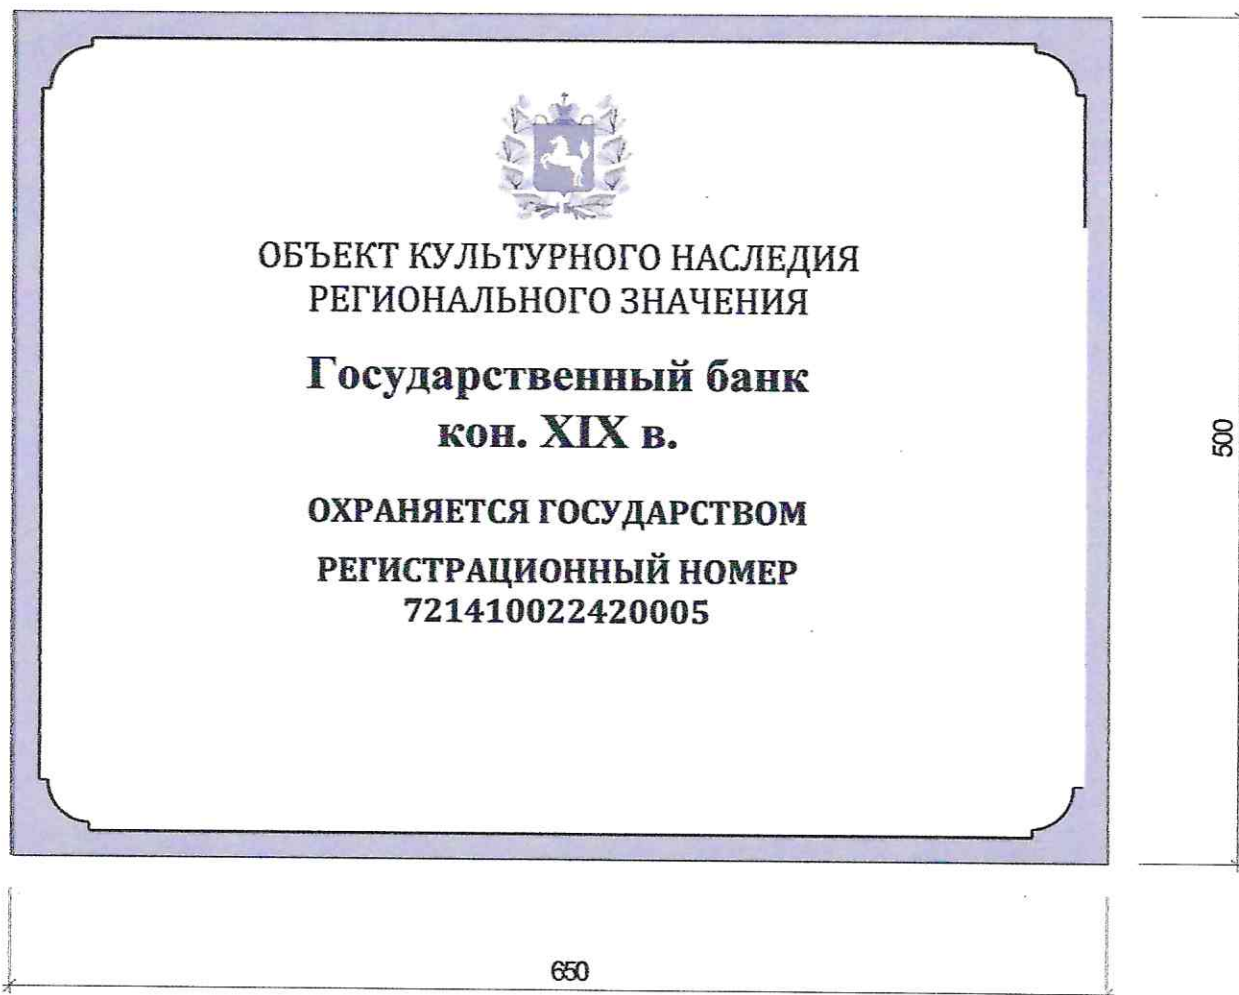 ОБЪЕКТ КУЛЬТУРНОГО НАСЛЕДИЯ
РЕГИОНАЛЬНОГО ЗНАЧЕНИЯ
Государственный банк
кон. XIX в.
ОХРАНЯЕТСЯ ГОСУДАРСТВОМ
РЕГИСТРАЦИОННЫЙ НОМЕР
721410022420005
500
650